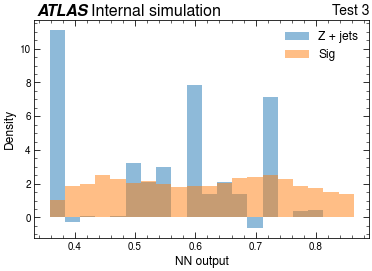 ATLAS Internal simulation Test 3
Z + jets
Sig
Density
10
8
6
4
2
0
0.4 0.5 0.6 0.7 0.8
NN output